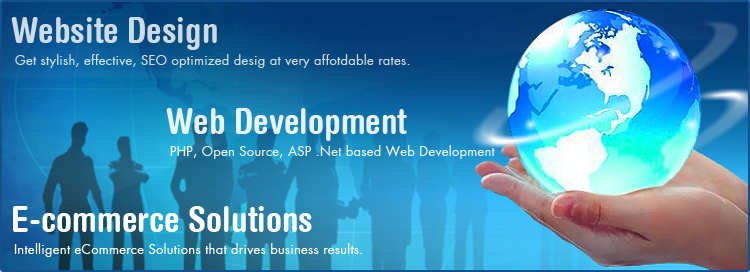 Website Design
Get stylish, effective, SEO optimized desig at very affotdable rates.
Web Development
PHP, Open Source, ASP .Net based Web Development
E-commerce Solutions
Intelligent eCommerce Solutions that drives business results.